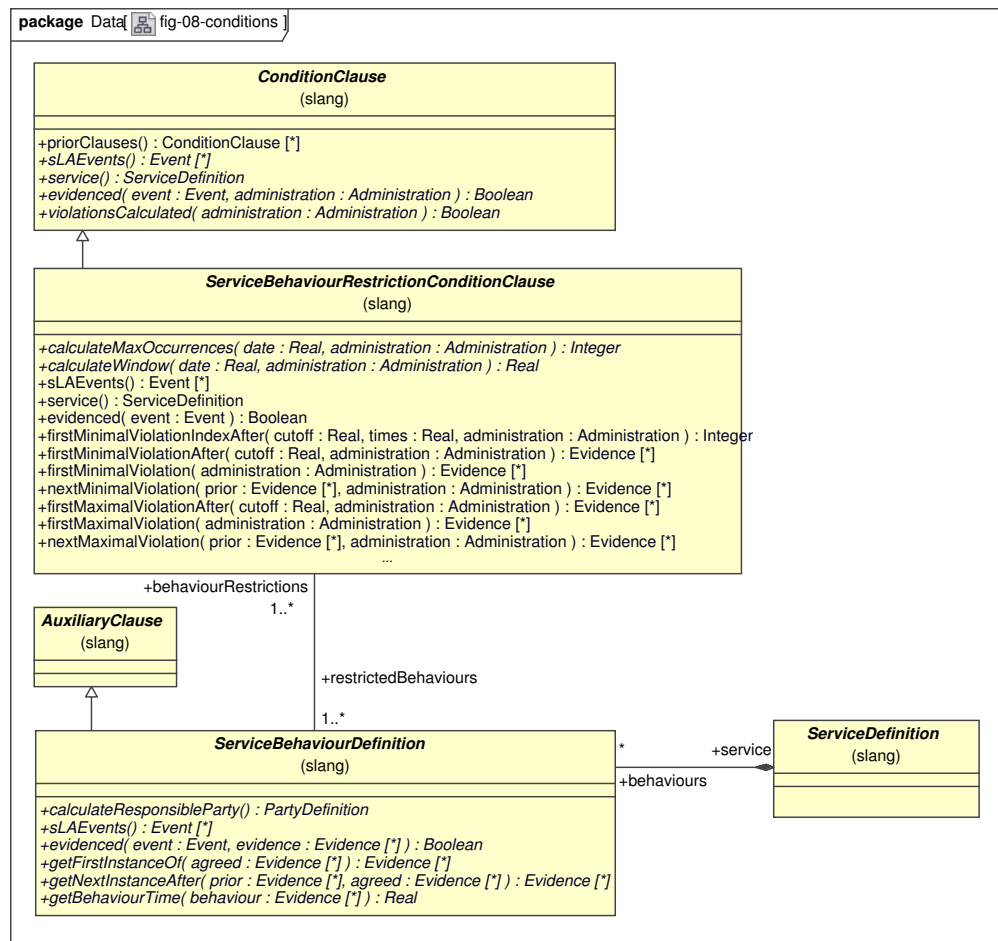 package Data[ fig-08-conditions ]
ConditionClause
(slang)
+priorClauses() : ConditionClause [*]
+sLAEvents() : Event [*]
+service() : ServiceDefinition
+evidenced( event : Event, administration : Administration ) : Boolean
+violationsCalculated( administration : Administration ) : Boolean
ServiceBehaviourRestrictionConditionClause
(slang)
+calculateMaxOccurrences( date : Real, administration : Administration ) : Integer
+calculateWindow( date : Real, administration : Administration ) : Real
+sLAEvents() : Event [*]
+service() : ServiceDefinition
+evidenced( event : Event ) : Boolean
+firstMinimalViolationIndexAfter( cutoff : Real, times : Real, administration : Administration ) : Integer
+firstMinimalViolationAfter( cutoff : Real, administration : Administration ) : Evidence [*]
+firstMinimalViolation( administration : Administration ) : Evidence [*]
+nextMinimalViolation( prior : Evidence [*], administration : Administration ) : Evidence [*]
+firstMaximalViolationAfter( cutoff : Real, administration : Administration ) : Evidence [*]
+firstMaximalViolation( administration : Administration ) : Evidence [*]
+nextMaximalViolation( prior : Evidence [*], administration : Administration ) : Evidence [*]
...
+behaviourRestrictions
1..*
AuxiliaryClause
(slang)
+restrictedBehaviours
1..*
ServiceBehaviourDefinition
(slang)
+calculateResponsibleParty() : PartyDefinition
+sLAEvents() : Event [*]
+evidenced( event : Event, evidence : Evidence [*] ) : Boolean
+getFirstInstanceOf( agreed : Evidence [*] ) : Evidence [*]
+getNextInstanceAfter( prior : Evidence [*], agreed : Evidence [*] ) : Evidence [*]
+getBehaviourTime( behaviour : Evidence [*] ) : Real
*
+service
+behaviours
ServiceDefinition
(slang)